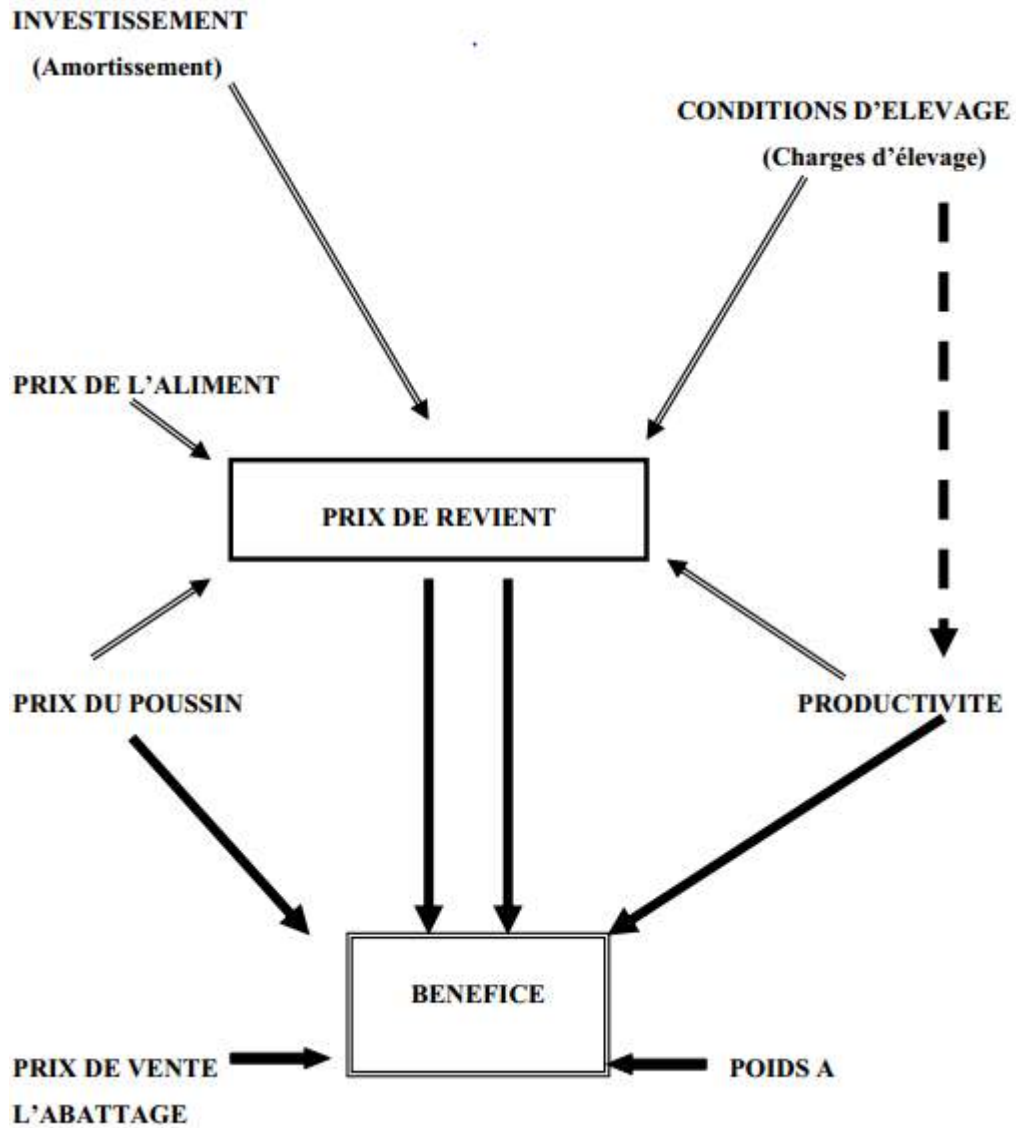 INVESTISSEMENT
(Amortissement)
CONDITIONS D'ELEVAGE
(Charges d'élevage)
PRIX DE L'ALIMENT
PRIX DE REVIENT
PRIX DU POUSSIN
PRODUCTIVITE
BENEFICE
PRIX DE VENTE
POIDS A
L'ABATTAGE